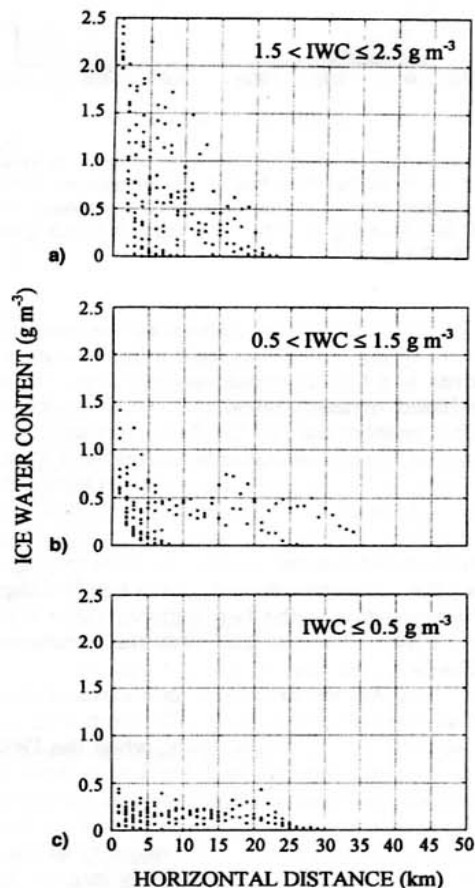 2.5
1.5 < IWC ≤ 2.5 g m⁻³
2.0
1.5
1.0
0.5
0
a)
2.5
0.5 < IWC ≤ 1.5 g m⁻³
2.0
1.5
1.0
0.5
0
b)
ICE WATER CONTENT (g m⁻³)
2.5
IWC ≤ 0.5 g m⁻³
2.0
1.5
1.0
0.5
0
c)
0 5 10 15 20 25 30 35 40 45 50
HORIZONTAL DISTANCE (km)